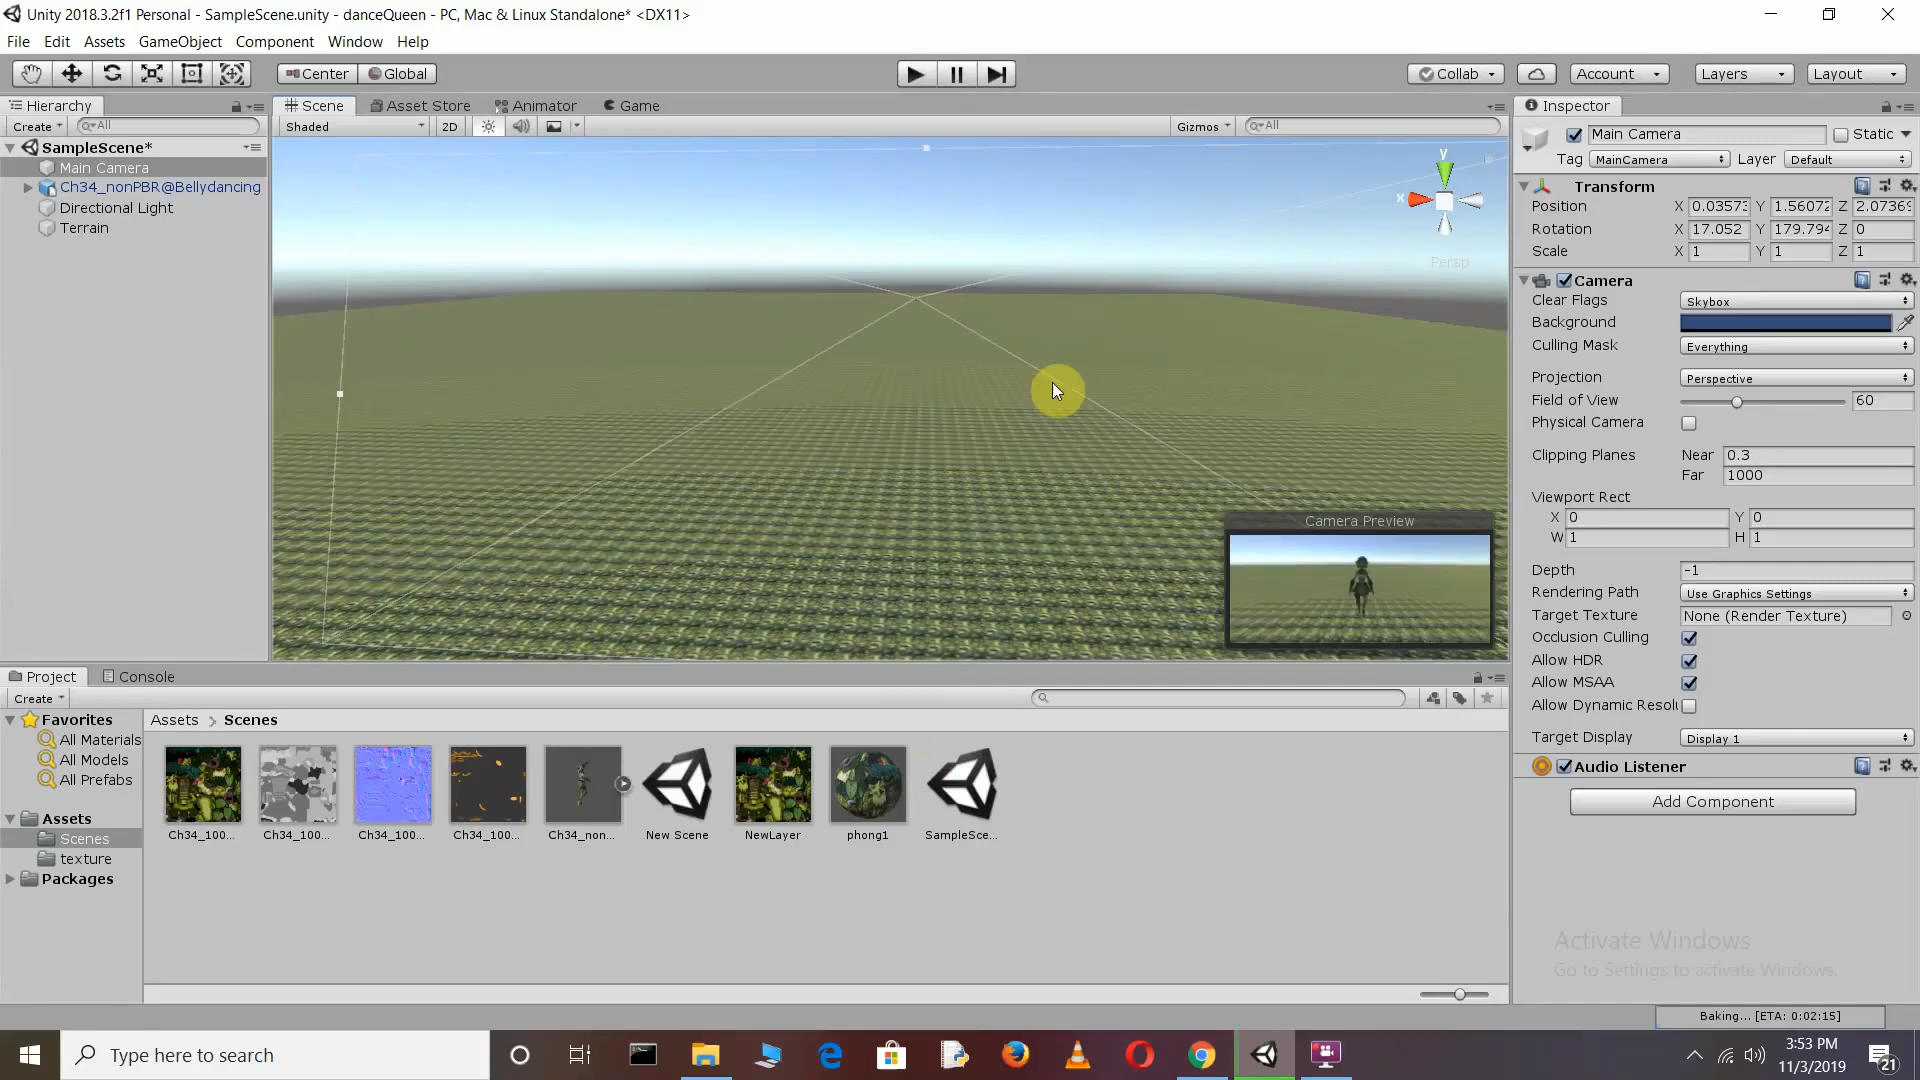 Unity 2018.3.2f1 Personal - SampleScene.unity - danceQueen - PC, Mac & Linux Standalone* <DX11>
File Edit Assets GameObject Component Window Help
Center Global Collab Account Layers Layout
Hierarchy
Create All
SampleScene*
Main Camera
Ch34_nonPBR@Bellydancing
Directional Light
Terrain
Scene Asset Store Animator Game
Shaded 2D Gizmos All
y
x
Persp
Camera Preview
Inspector
Main Camera Static
Tag MainCamera Layer Default
Transform
Position X 0.03573 Y 1.56072 Z 2.0736
Rotation X 17.052 Y 179.794 Z 0
Scale X 1 Y 1 Z 1
Camera
Clear Flags Skybox
Background
Culling Mask Everything
Projection Perspective
Field of View 60
Physical Camera
Clipping Planes Near 0.3
Far 1000
Viewport Rect
X 0 Y 0
W 1 H 1
Depth -1
Rendering Path Use Graphics Settings
Target Texture None (Render Texture)
Occlusion Culling
Allow HDR
Allow MSAA
Allow Dynamic Resol
Target Display Display 1
Audio Listener
Add Component
Activate Windows
Go to Settings to activate Windows.
Project Console
Create
Favorites
All Materials
All Models
All Prefabs
Assets
Scenes
texture
Packages
Assets > Scenes
Ch34_100... Ch34_100... Ch34_100... Ch34_100... Ch34_non... New Scene NewLayer phong1 SampleSce...
Baking... [ETA: 0:02:15]
Type here to search
3:53 PM
11/3/2019
21